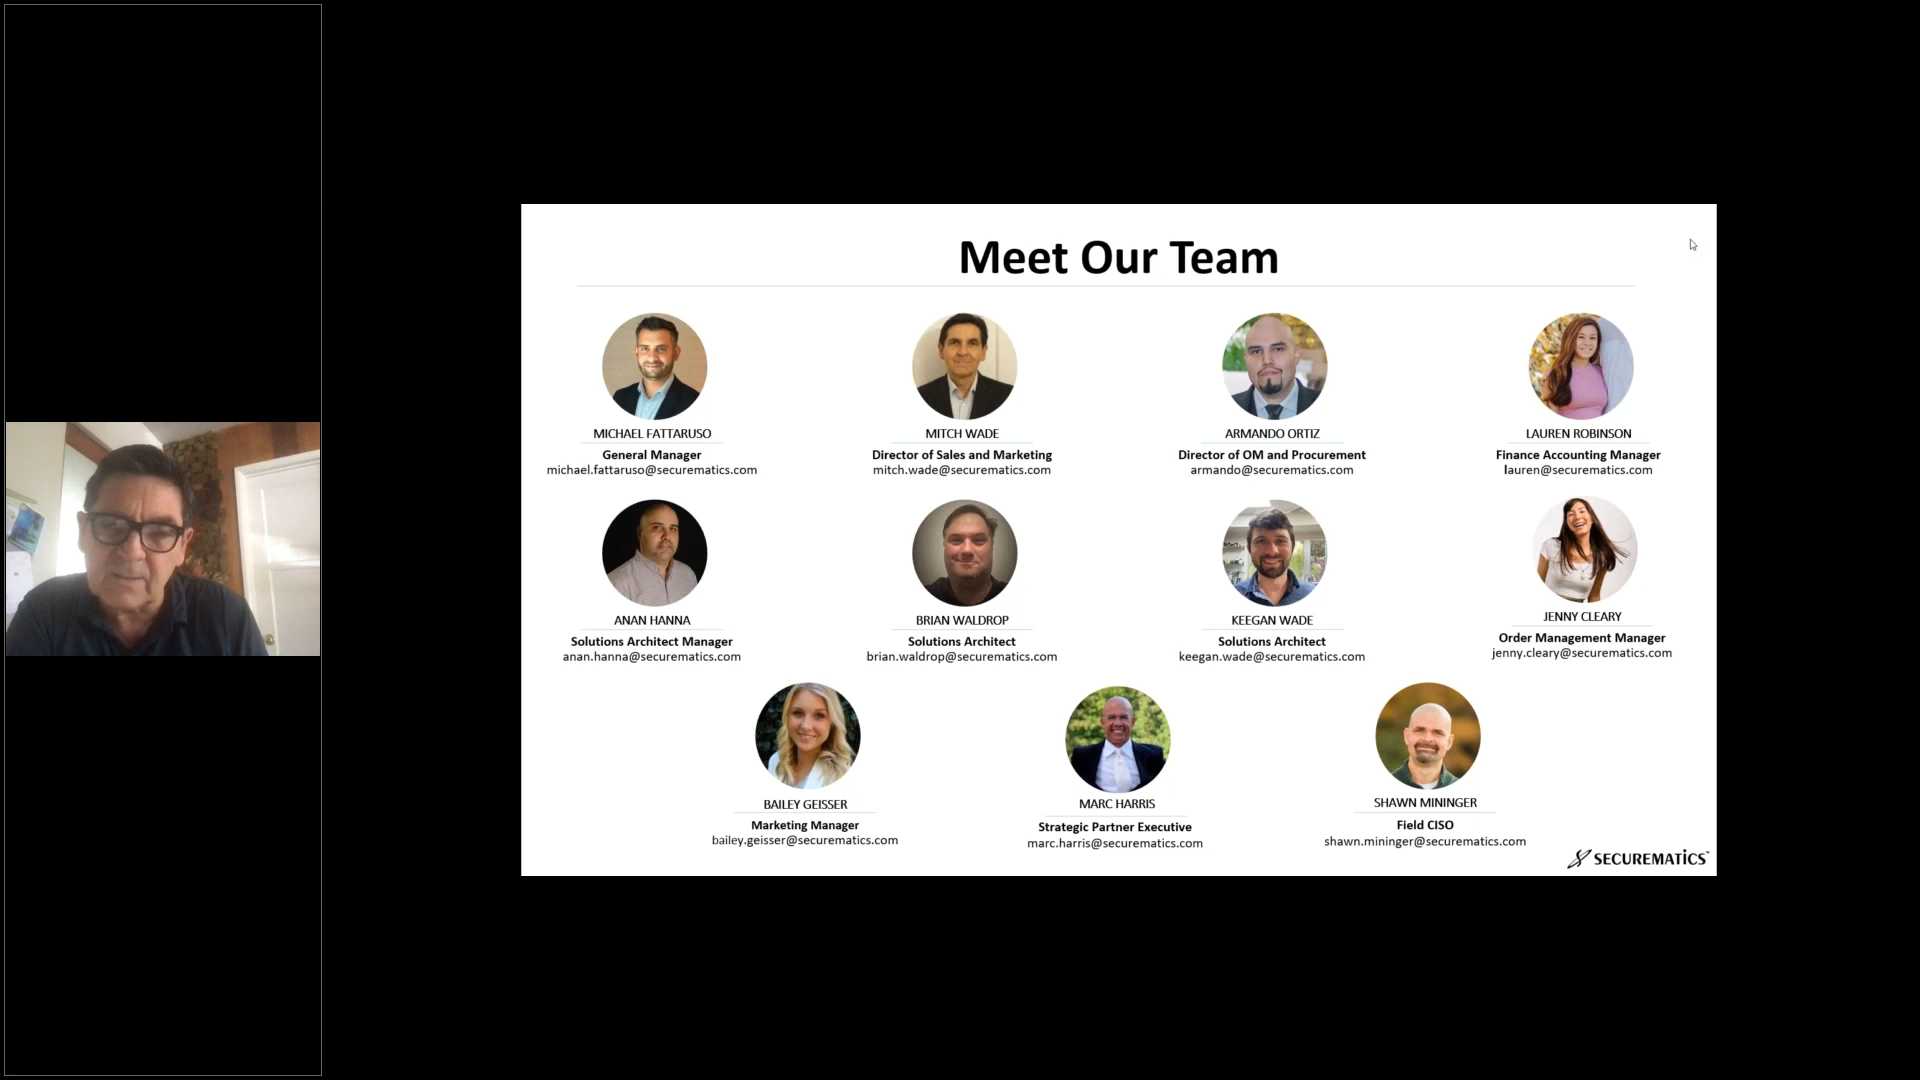 Meet Our Team
MICHAEL FATTARUSO
General Manager
michael.fattaruso@securematics.com
MITCH WADE
Director of Sales and Marketing
mitch.wade@securematics.com
ARMANDO ORTIZ
Director of OM and Procurement
armando@securematics.com
LAUREN ROBINSON
Finance Accounting Manager
lauren@securematics.com
ANAN HANNA
Solutions Architect Manager
anan.hanna@securematics.com
BRIAN WALDROP
Solutions Architect
brian.waldrop@securematics.com
KEEGAN WADE
Solutions Architect
keegan.wade@securematics.com
JENNY CLEARY
Order Management Manager
jenny.cleary@securematics.com
BAILEY GEISSER
Marketing Manager
bailey.geisser@securematics.com
MARC HARRIS
Strategic Partner Executive
marc.harris@securematics.com
SHAWN MININGER
Field CISO
shawn.mininger@securematics.com
SECUREMATICS™